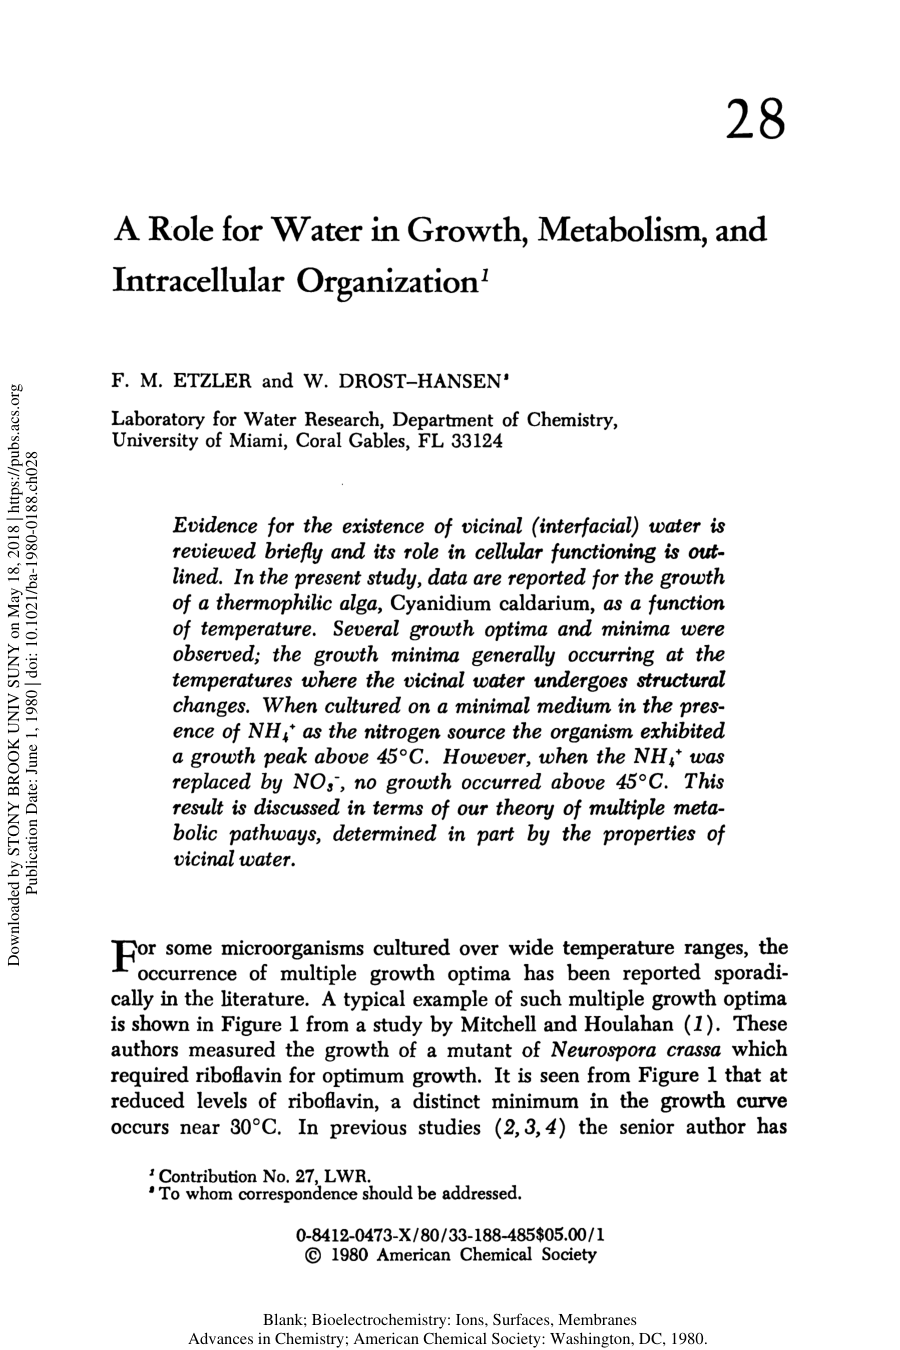 28
A Role for Water in Growth, Metabolism, and
Intracellular Organization¹
F. M. ETZLER and W. DROST–HANSEN²
Laboratory for Water Research, Department of Chemistry,
University of Miami, Coral Gables, FL 33124
Evidence for the existence of vicinal (interfacial) water is
reviewed briefly and its role in cellular functioning is out-
lined. In the present study, data are reported for the growth
of a thermophilic alga, Cyanidium caldarium, as a function
of temperature. Several growth optima and minima were
observed; the growth minima generally occurring at the
temperatures where the vicinal water undergoes structural
changes. When cultured on a minimal medium in the pres-
ence of NH₄⁺ as the nitrogen source the organism exhibited
a growth peak above 45°C. However, when the NH₄⁺ was
replaced by NO₃⁻, no growth occurred above 45°C. This
result is discussed in terms of our theory of multiple meta-
bolic pathways, determined in part by the properties of
vicinal water.
For some microorganisms cultured over wide temperature ranges, the
occurrence of multiple growth optima has been reported sporadi-
cally in the literature. A typical example of such multiple growth optima
is shown in Figure 1 from a study by Mitchell and Houlahan (1). These
authors measured the growth of a mutant of Neurospora crassa which
required riboflavin for optimum growth. It is seen from Figure 1 that at
reduced levels of riboflavin, a distinct minimum in the growth curve
occurs near 30°C. In previous studies (2, 3, 4) the senior author has
¹ Contribution No. 27, LWR.
² To whom correspondence should be addressed.
0-8412-0473-X/80/33-188-485$05.00/1
© 1980 American Chemical Society
Blank; Bioelectrochemistry: Ions, Surfaces, Membranes
Advances in Chemistry; American Chemical Society: Washington, DC, 1980.
Downloaded by STONY BROOK UNIV SUNY on May 18, 2018 | https://pubs.acs.org
Publication Date: June 1, 1980 | doi: 10.1021/ba-1980-0188.ch028